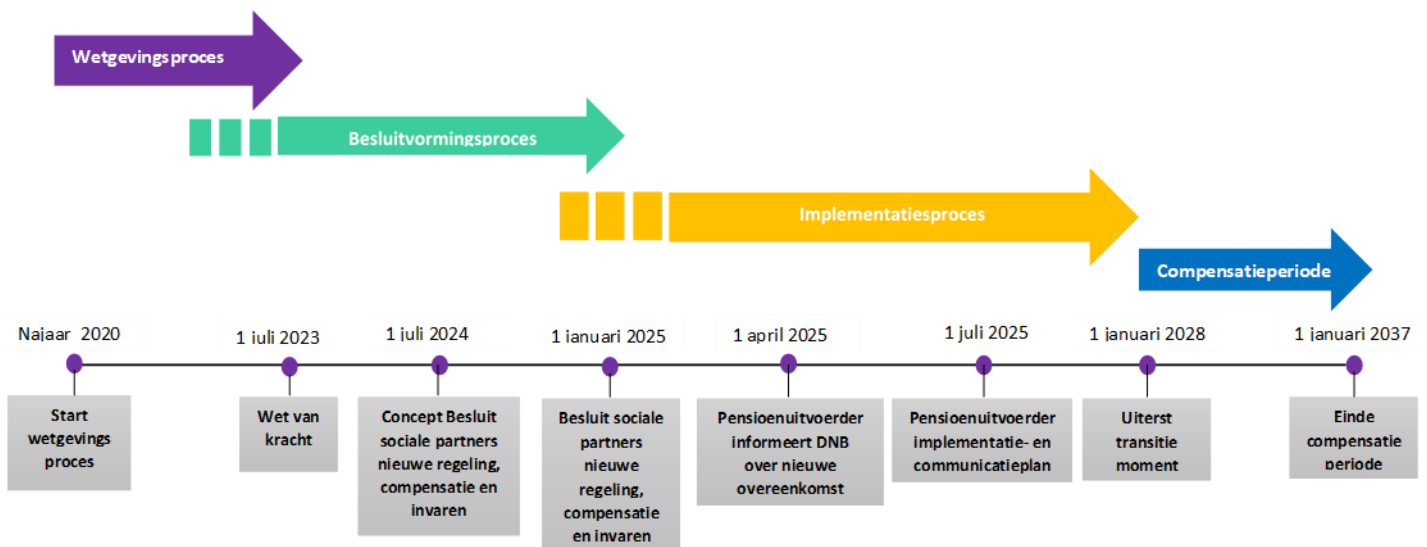 Wetgevingsproces
Besluitvormingsproces
Implementatiesproces
Compensatieperiode
Najaar 2020
1 juli 2023
1 juli 2024
1 januari 2025
1 april 2025
1 juli 2025
1 januari 2028
1 januari 2037
Start
wetgevings
proces
Wet van
kracht
Concept Besluit
sociale partners
nieuwe regeling,
compensatie en
invaren
Besluit sociale
partners
nieuwe
regeling,
compensatie
en invaren
Pensioenuitvoerder
informeert DNB
over nieuwe
overeenkomst
Pensioenuitvoerder
implementatie- en
communicatieplan
Uiterst
transitie
moment
Einde
compensatie
periode